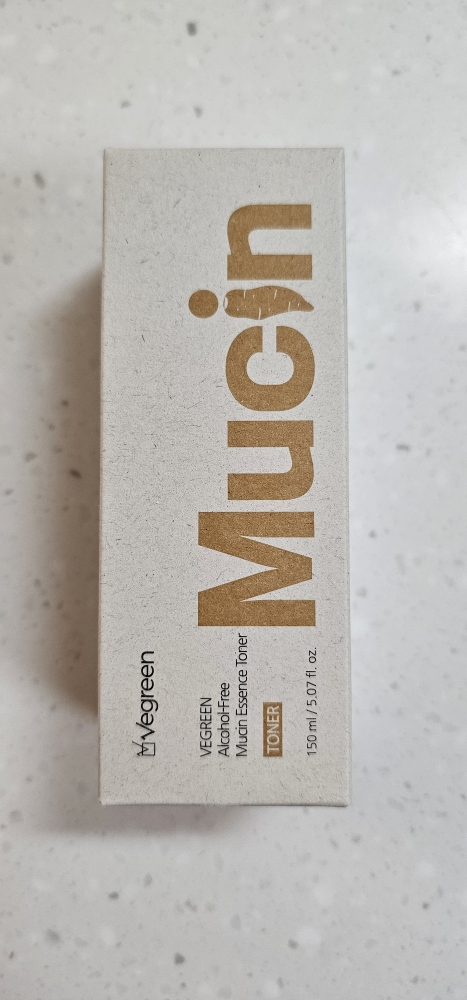 Vegreen
VEGREEN
Alcohol-Free
Mucin Essence Toner
TONER
150 ml / 5.07 fl. oz.
Mucin